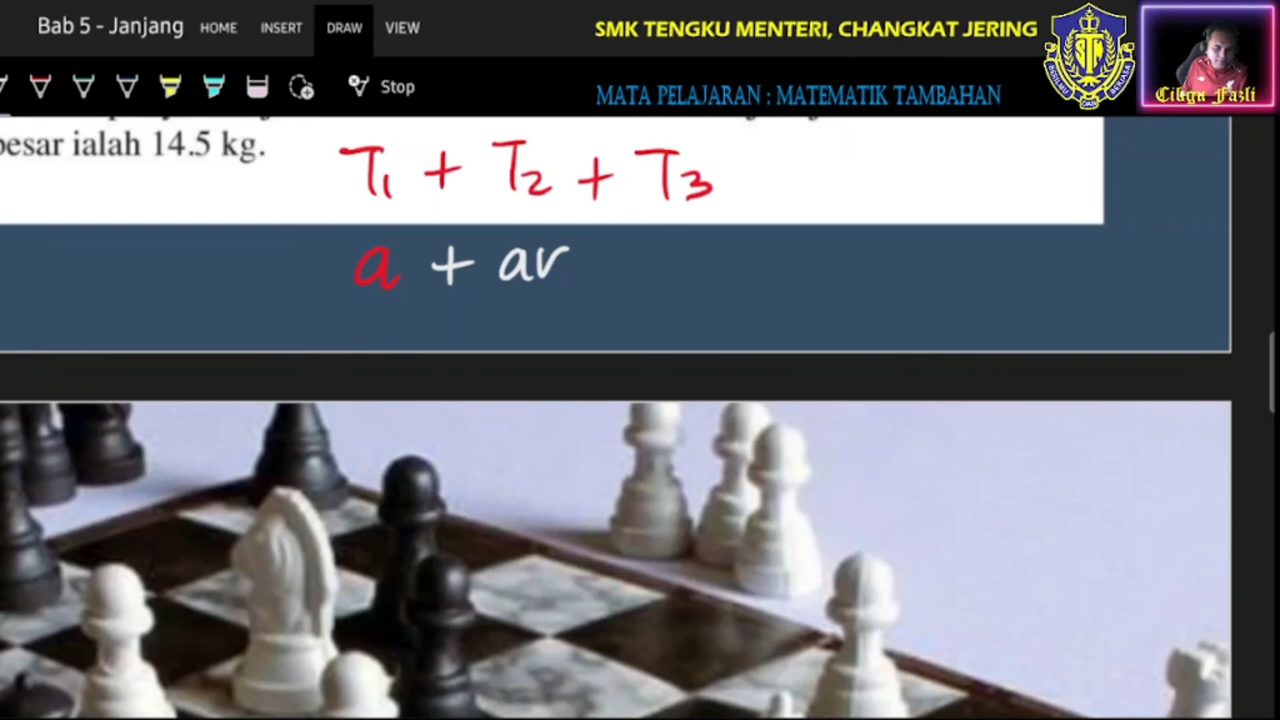 Bab 5 - Janjang HOME INSERT DRAW VIEW
SMK TENGKU MENTERI, CHANGKAT JERING
Stop
MATA PELAJARAN : MATEMATIK TAMBAHAN
Cikgu Fazli
besar ialah 14.5 kg.
T₁ + T₂ + T₃
a + ar